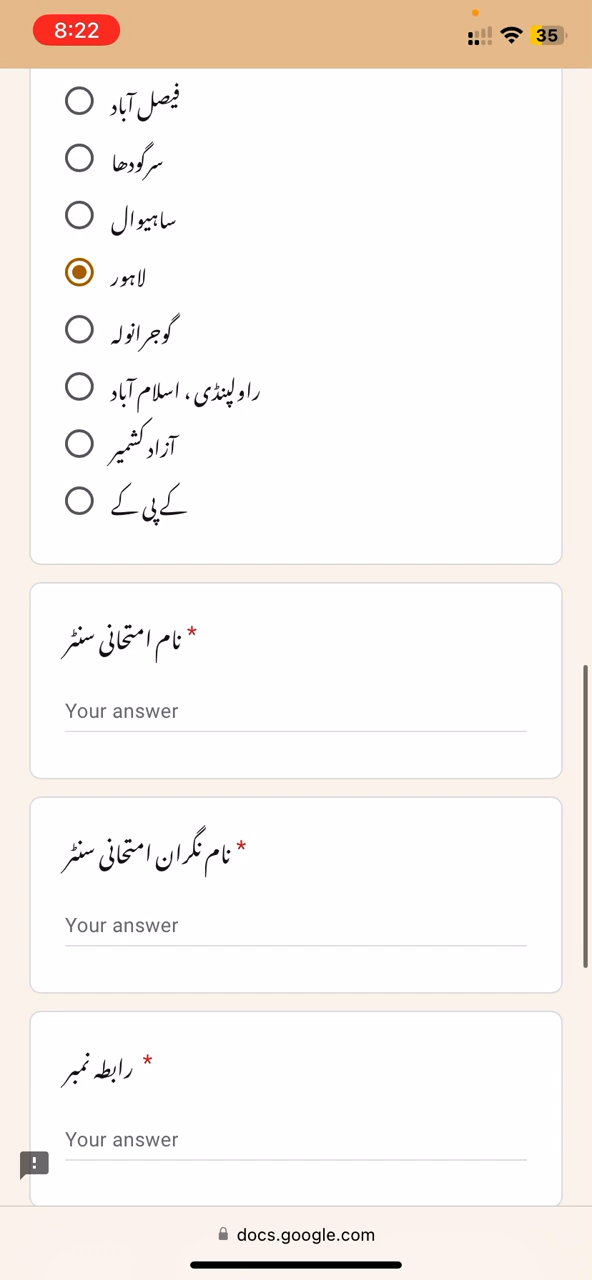 8:22
35
فیصل آباد
سرگودھا
ساہیوال
لاہور
گوجرانولہ
راولپنڈی، اسلام آباد
آزاد کشمیر
کے پی کے
نام امتحانی سنٹر *
Your answer
نام نگران امتحانی سنٹر *
Your answer
رابطہ نمبر *
Your answer
docs.google.com